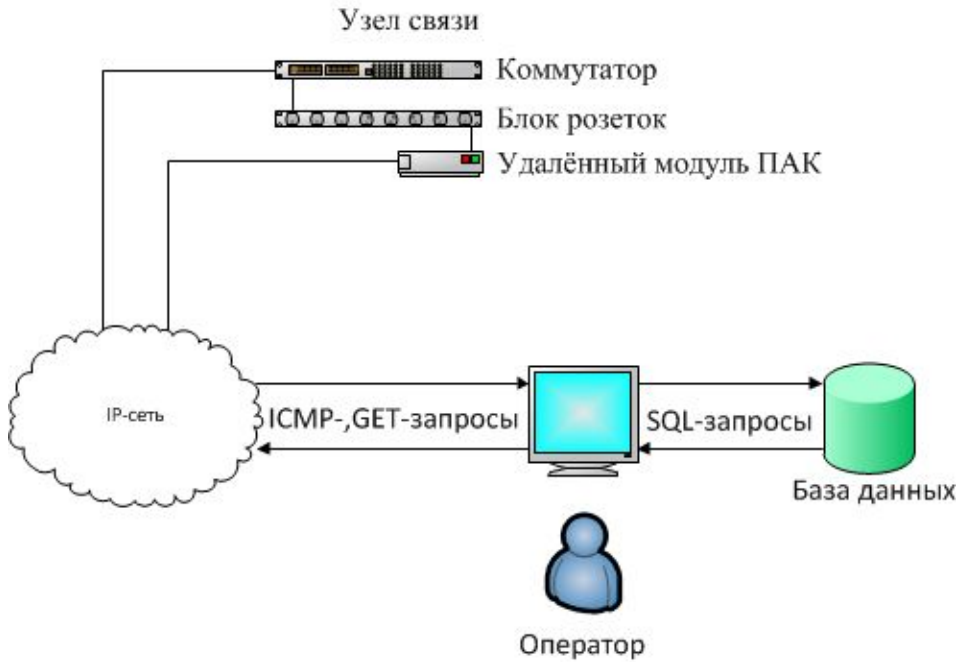 Узел связи
Коммутатор
Блок розеток
Удалённый модуль ПАК
IP-сеть
ICMP-,GET-запросы
SQL-запросы
База данных
Оператор